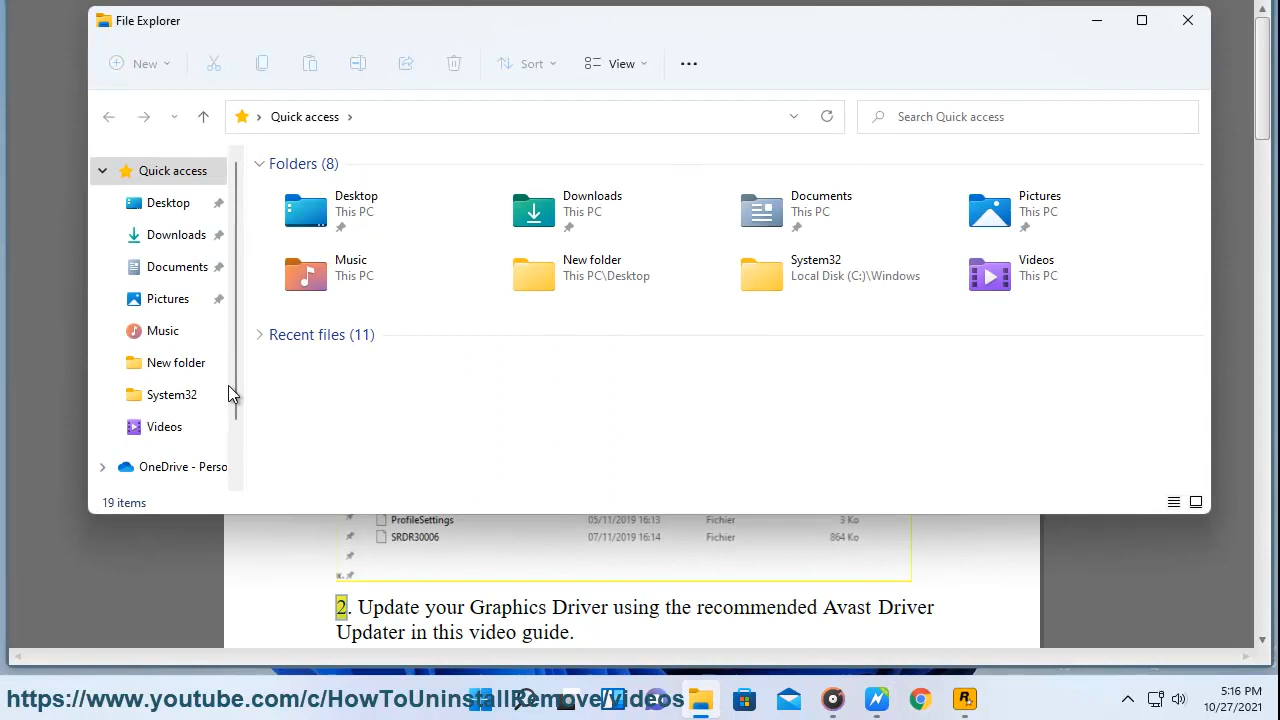 File Explorer
New
Sort
View
Quick access
Search Quick access
Quick access
Desktop
Downloads
Documents
Pictures
Music
New folder
System32
Videos
OneDrive - Perso
Folders (8)
Desktop
This PC
Downloads
This PC
Documents
This PC
Pictures
This PC
Music
This PC
New folder
This PC\Desktop
System32
Local Disk (C:)\Windows
Videos
This PC
Recent files (11)
19 items
ProfileSettings 05/11/2019 16:13 Fichier 3 Ko
SRDR30006 07/11/2019 16:14 Fichier 864 Ko
2. Update your Graphics Driver using the recommended Avast Driver
Updater in this video guide.
https://www.youtube.com/c/HowToUninstallRemove/videos
5:16 PM
10/27/2021